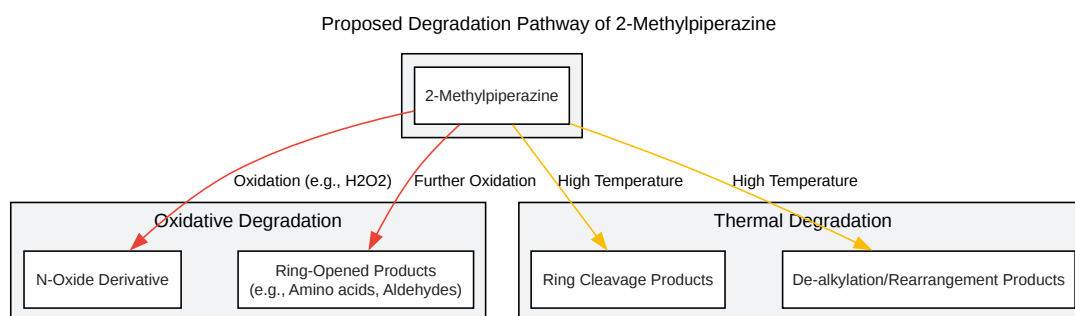 Proposed Degradation Pathway of 2-Methylpiperazine
2-Methylpiperazine
Oxidation (e.g., H2O2)
Further Oxidation
High Temperature
High Temperature
Oxidative Degradation
Thermal Degradation
N-Oxide Derivative
Ring-Opened Products
(e.g., Amino acids, Aldehydes)
Ring Cleavage Products
De-alkylation/Rearrangement Products